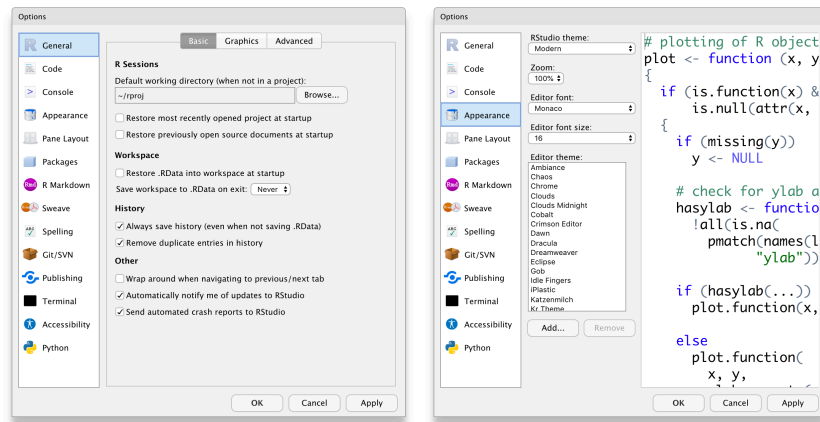 Options
General
Code
Console
Appearance
Pane Layout
Packages
Rmd R Markdown
Sweave
ABC Spelling
Git/SVN
Publishing
Terminal
Accessibility
Python
Basic Graphics Advanced
R Sessions
Default working directory (when not in a project):
~/rproj Browse...
Restore most recently opened project at startup
Restore previously open source documents at startup
Workspace
Restore .RData into workspace at startup
Save workspace to .RData on exit: Never
History
Always save history (even when not saving .RData)
Remove duplicate entries in history
Other
Wrap around when navigating to previous/next tab
Automatically notify me of updates to RStudio
Send automated crash reports to RStudio
OK Cancel Apply
Options
General
Code
Console
Appearance
Pane Layout
Packages
Rmd R Markdown
Sweave
ABC Spelling
Git/SVN
Publishing
Terminal
Accessibility
Python
RStudio theme:
Modern
Zoom:
100%
Editor font:
Monaco
Editor font size:
16
Editor theme:
Ambiance
Chaos
Chrome
Clouds
Clouds Midnight
Cobalt
Crimson Editor
Dawn
Dracula
Dreamweaver
Eclipse
Gob
Idle Fingers
iPlastic
Katzenmilch
Kr Theme
Add... Remove
# plotting of R object
plot <- function (x, y
{
if (is.function(x) &
is.null(attr(x,
{
if (missing(y))
y <- NULL
# check for ylab a
hasylab <- functio
!all(is.na(
pmatch(names(l
"ylab"))
if (hasylab(...))
plot.function(x,
else
plot.function(
x, y,
OK Cancel Apply